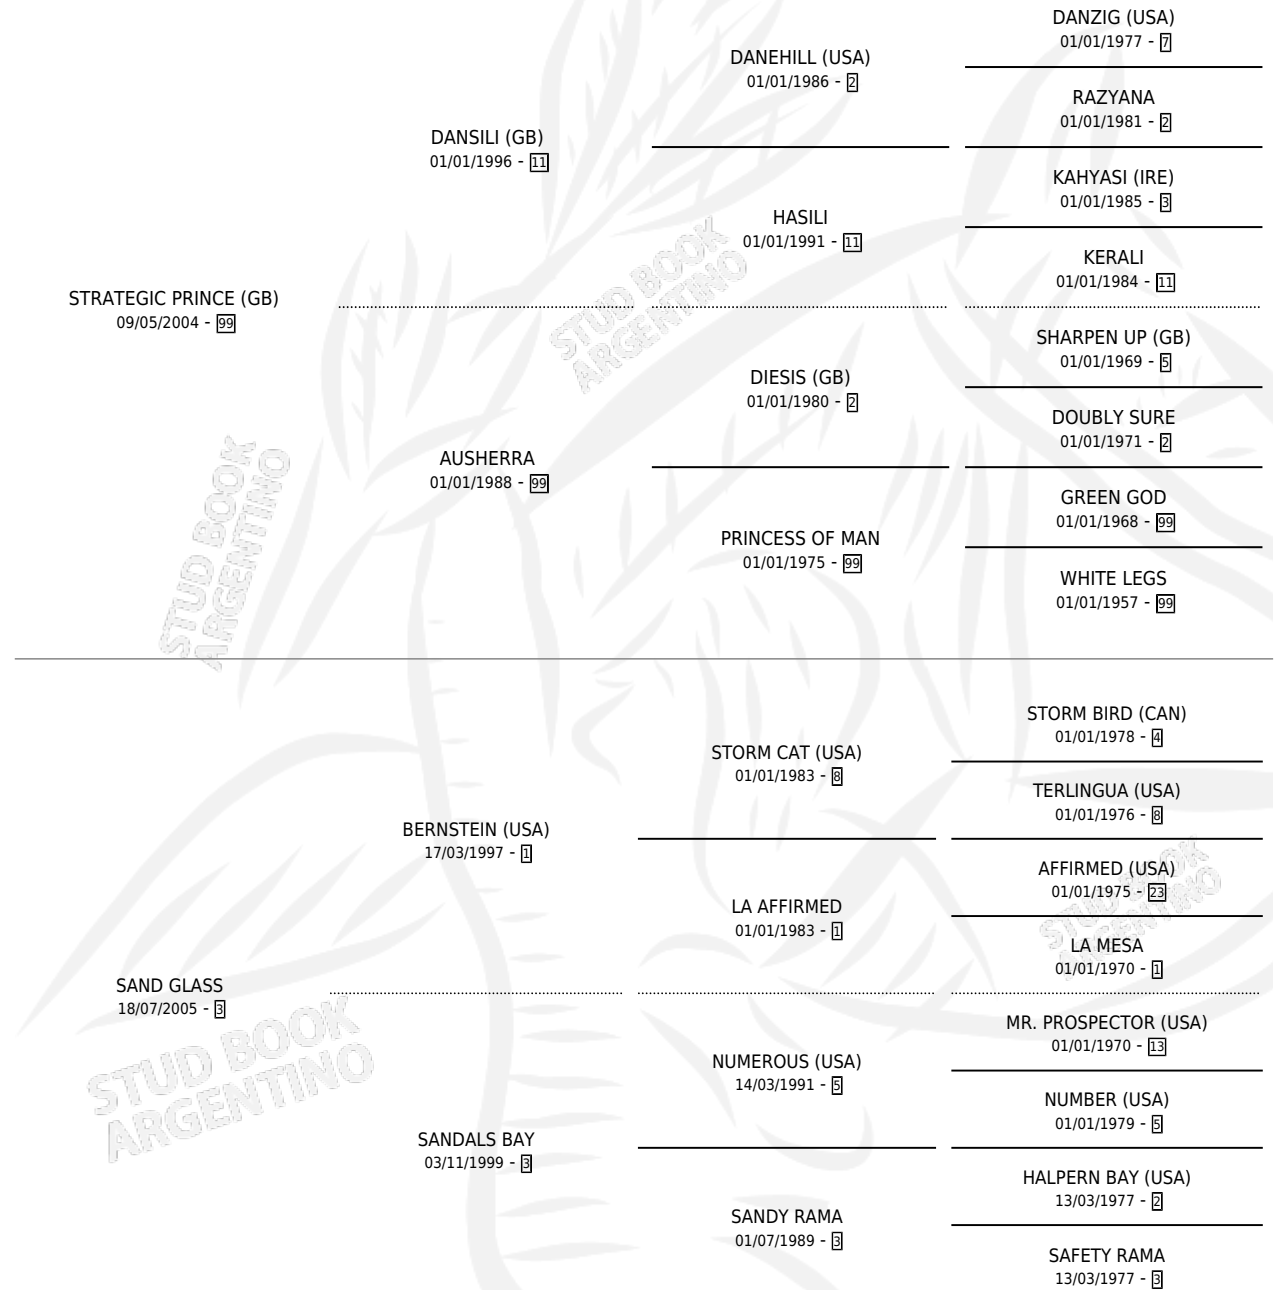 DANZIG (USA)
01/01/1977 - 7
DANEHILL (USA)
01/01/1986 - 2
RAZYANA
01/01/1981 - 2
DANSILI (GB)
01/01/1996 - 11
KAHYASI (IRE)
01/01/1985 - 3
HASILI
01/01/1991 - 11
KERALI
01/01/1984 - 11
STRATEGIC PRINCE (GB)
09/05/2004 - 99
STUD BOOK
ARGENTINO
SHARPEN UP (GB)
01/01/1969 - 5
DIESIS (GB)
01/01/1980 - 2
DOUBLY SURE
01/01/1971 - 2
AUSHERRA
01/01/1988 - 99
GREEN GOD
01/01/1968 - 99
PRINCESS OF MAN
01/01/1975 - 99
WHITE LEGS
01/01/1957 - 99
STUD BOOK
ARGENTINO
STORM BIRD (CAN)
01/01/1978 - 4
STORM CAT (USA)
01/01/1983 - 8
TERLINGUA (USA)
01/01/1976 - 8
BERNSTEIN (USA)
17/03/1997 - 1
AFFIRMED (USA)
01/01/1975 - 23
LA AFFIRMED
01/01/1983 - 1
STUD BOOK
ARGENTINO
LA MESA
01/01/1970 - 1
SAND GLASS
18/07/2005 - 3
STUD BOOK
ARGENTINO
MR. PROSPECTOR (USA)
01/01/1970 - 13
NUMEROUS (USA)
14/03/1991 - 5
NUMBER (USA)
01/01/1979 - 5
SANDALS BAY
03/11/1999 - 3
HALPERN BAY (USA)
13/03/1977 - 2
SANDY RAMA
01/07/1989 - 3
SAFETY RAMA
13/03/1977 - 3